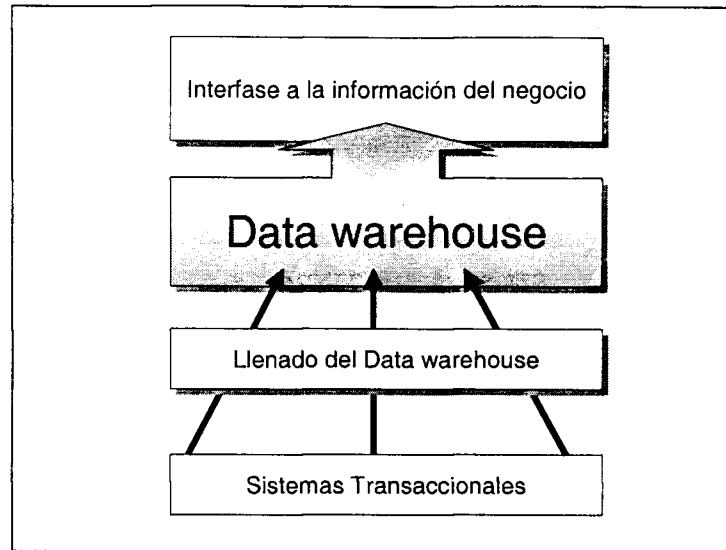 Interfase a la información del negocio
Data warehouse
Llenado del Data warehouse
Sistemas Transaccionales